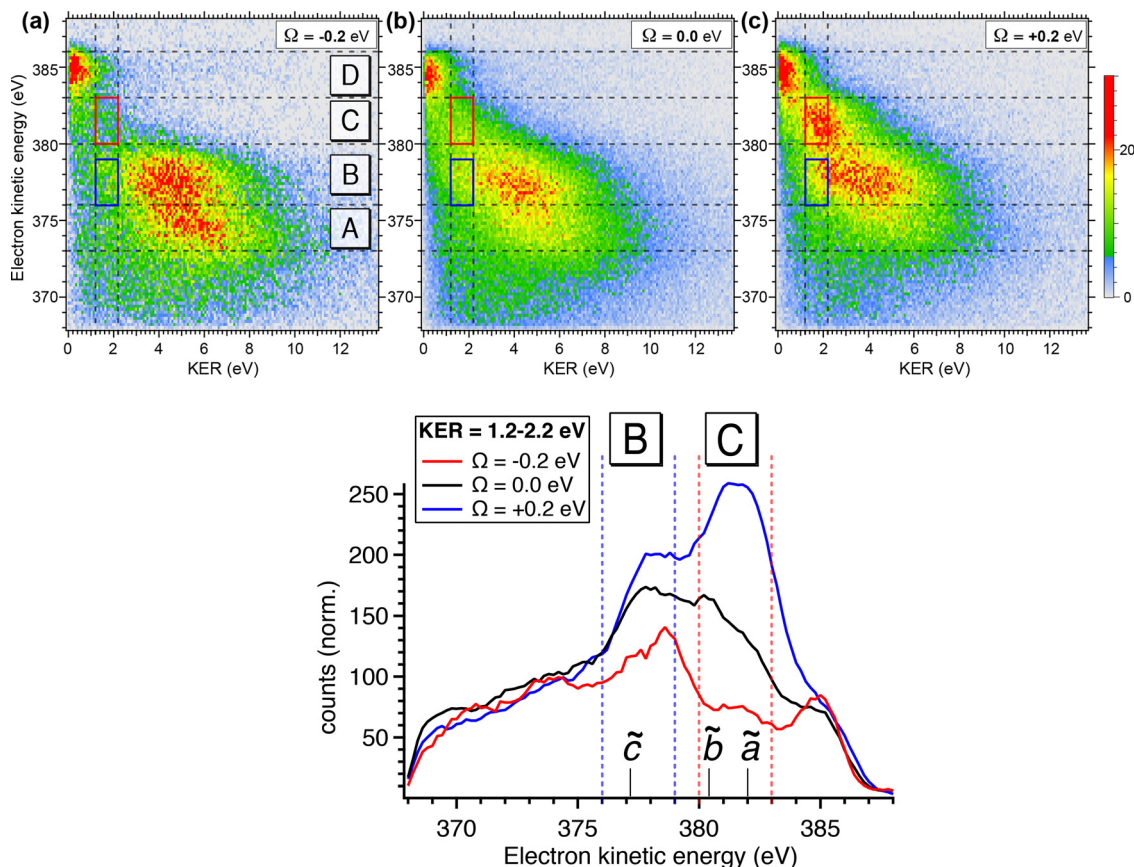 (a)
Ω = -0.2 eV
(b)
Ω = 0.0 eV
(c)
Ω = +0.2 eV
Electron kinetic energy (eV)
385
380
375
370
D
C
B
A
385
380
375
370
385
380
375
370
20
0
0 2 4 6 8 10 12
KER (eV)
0 2 4 6 8 10 12
KER (eV)
0 2 4 6 8 10 12
KER (eV)
KER = 1.2-2.2 eV
Ω = -0.2 eV
Ω = 0.0 eV
Ω = +0.2 eV
B
C
counts (norm.)
250
200
150
100
50
c̃
b̃
ã
370 375 380 385
Electron kinetic energy (eV)